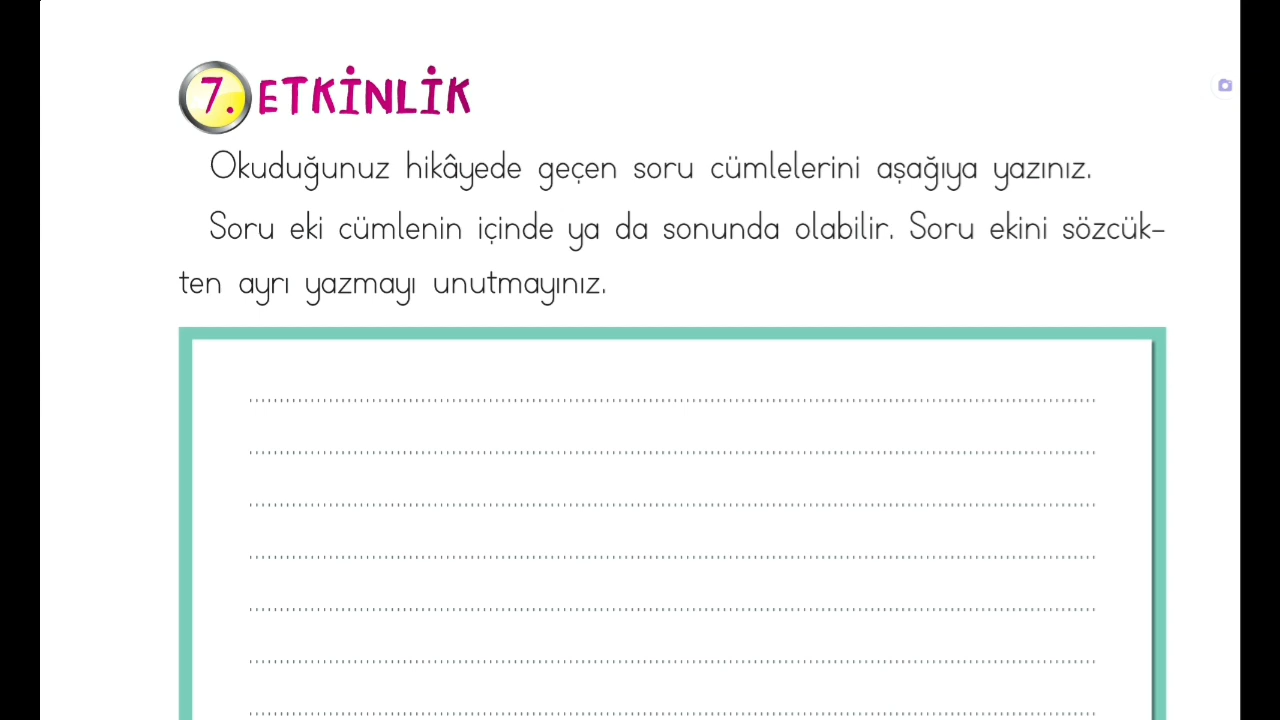 7. ETKİNLİK
Okuduğunuz hikâyede geçen soru cümlelerini aşağıya yazınız.
Soru eki cümlenin içinde ya da sonunda olabilir. Soru ekini sözcük-
ten ayrı yazmayı unutmayınız.